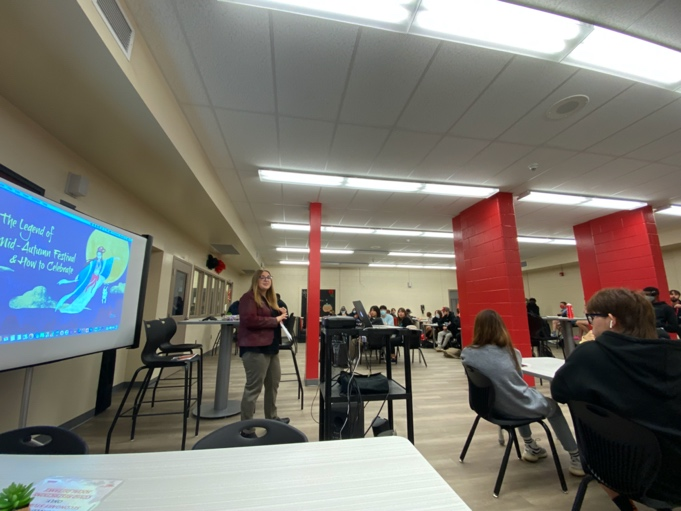 The Legend of
Mid-Autumn Festival
& How to Celebrate